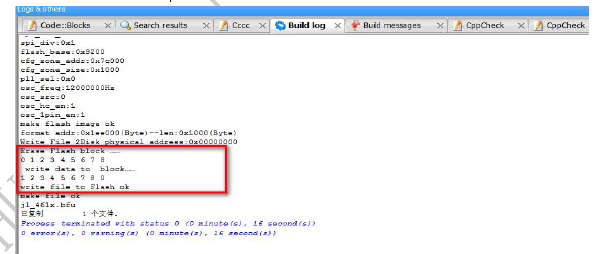 Logs & others
Code::Blocks
Search results
Cccc
Build log
Build messages
CppCheck
CppCheck
spi_div:0x1
flash_base:0x9200
cfg_zone_addr:0x7c000
cfg_zone_size:0x1000
pll_sel:0x0
osc_freq:12000000Hz
osc_src:0
osc_hc_en:1
osc_1pin_en:1
make flash image ok
format addr:0x1ee000(Byte)--len:0x1000(Byte)
Write File 2Disk physical address:0x00000000
Erase Flash block ……
0 1 2 3 4 5 6 7 8
write data to block……
1 2 3 4 5 6 7 8 0
write file to Flash ok
make file ok
jl_461x.bfu
已复制 1 个文件。
Process terminated with status 0 (0 minute(s), 16 second(s))
0 error(s), 0 warning(s) (0 minute(s), 16 second(s))